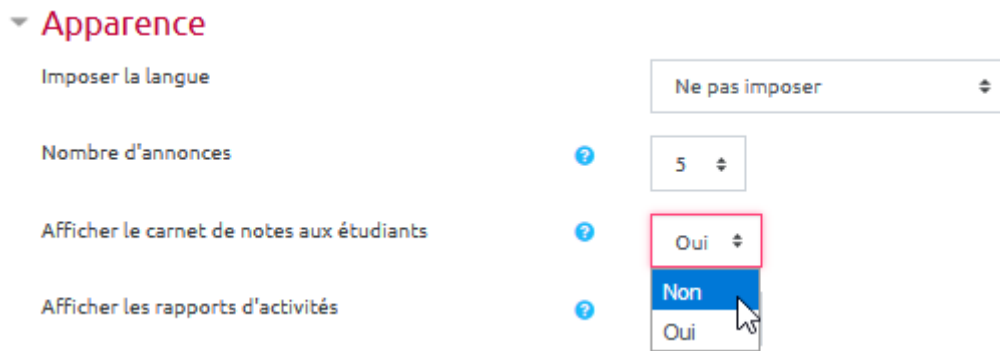 Apparence
Imposer la langue
Ne pas imposer
Nombre d'annonces
5
Afficher le carnet de notes aux étudiants
Oui
Non
Afficher les rapports d'activités
Oui